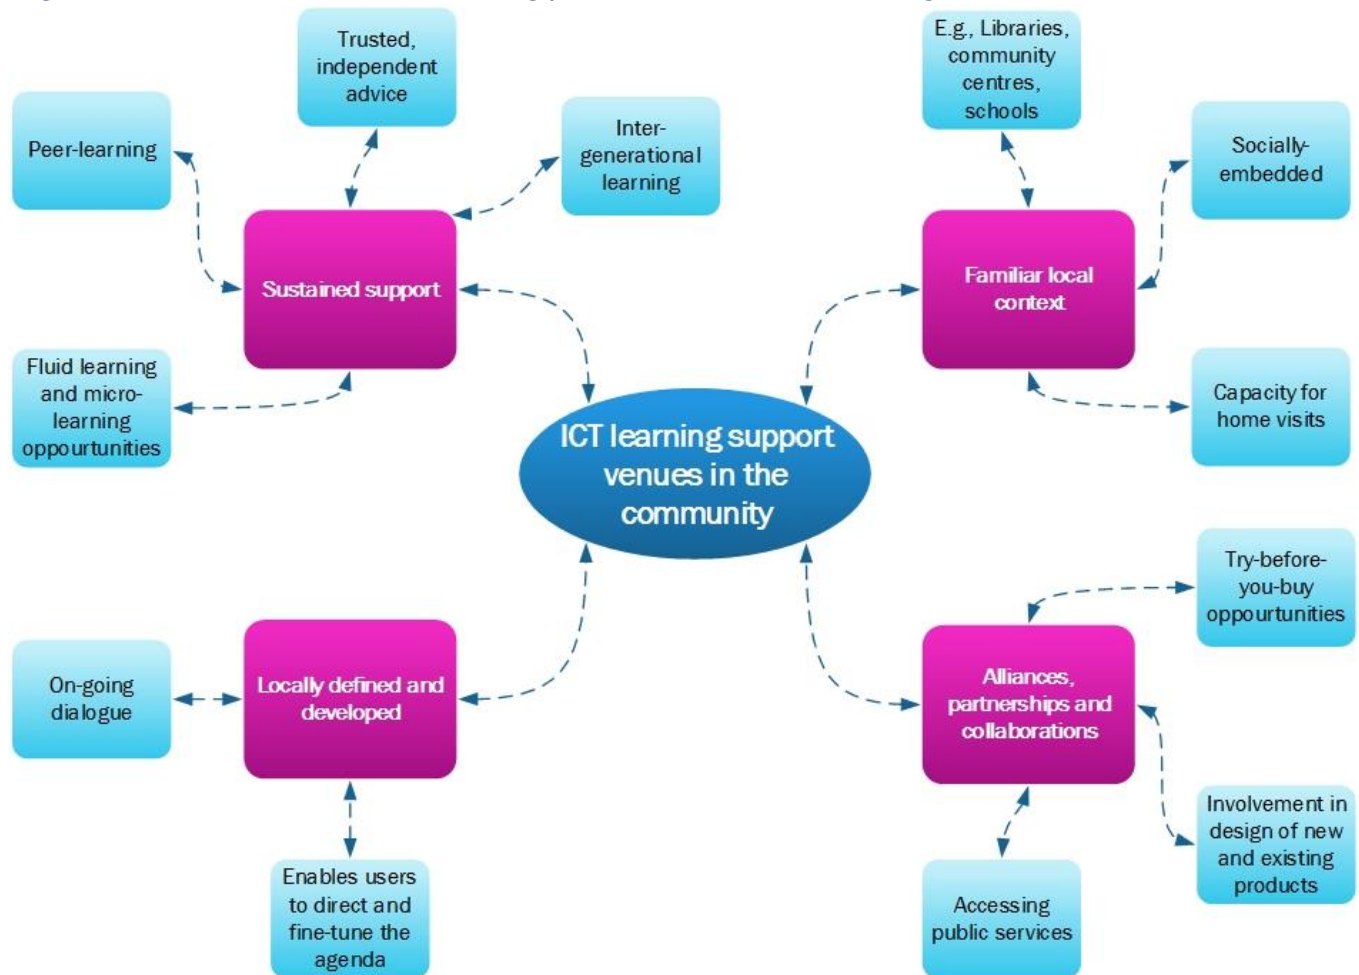 Trusted,
independent
advice
E.g., Libraries,
community
centres,
schools
Peer-learning
Inter-
generational
learning
Socially-
embedded
Sustained support
Familiar local
context
Fluid learning
and micro-
learning
oppourtunities
Capacity for
home visits
ICT learning support
venues in the
community
Try-before-
you-buy
oppourtunities
On-going
dialogue
Locally defined and
developed
Alliances,
partnerships and
collaborations
Involvement in
design of new
and existing
products
Enables users
to direct and
fine-tune the
agenda
Accessing
public services